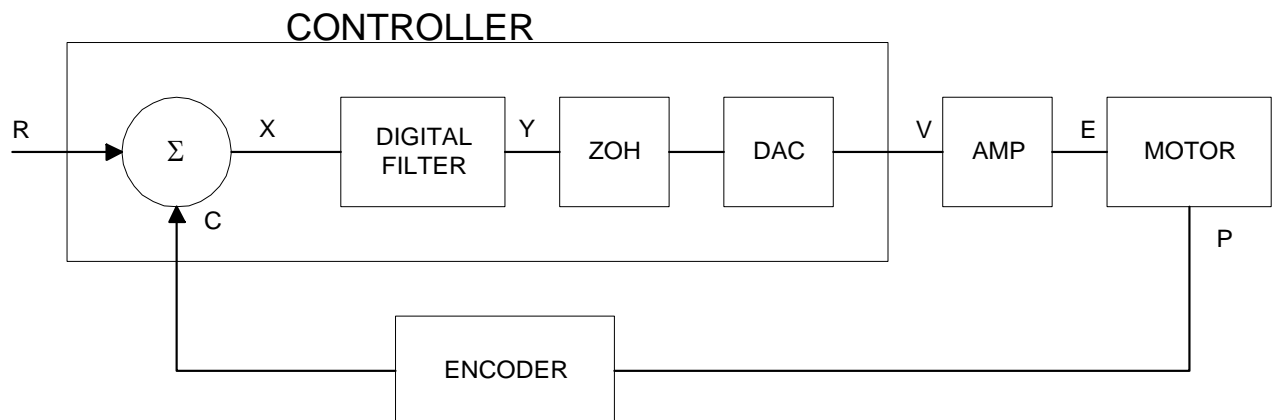 CONTROLLER
R
Σ
X
DIGITAL
FILTER
Y
ZOH
DAC
V
AMP
E
MOTOR
C
P
ENCODER